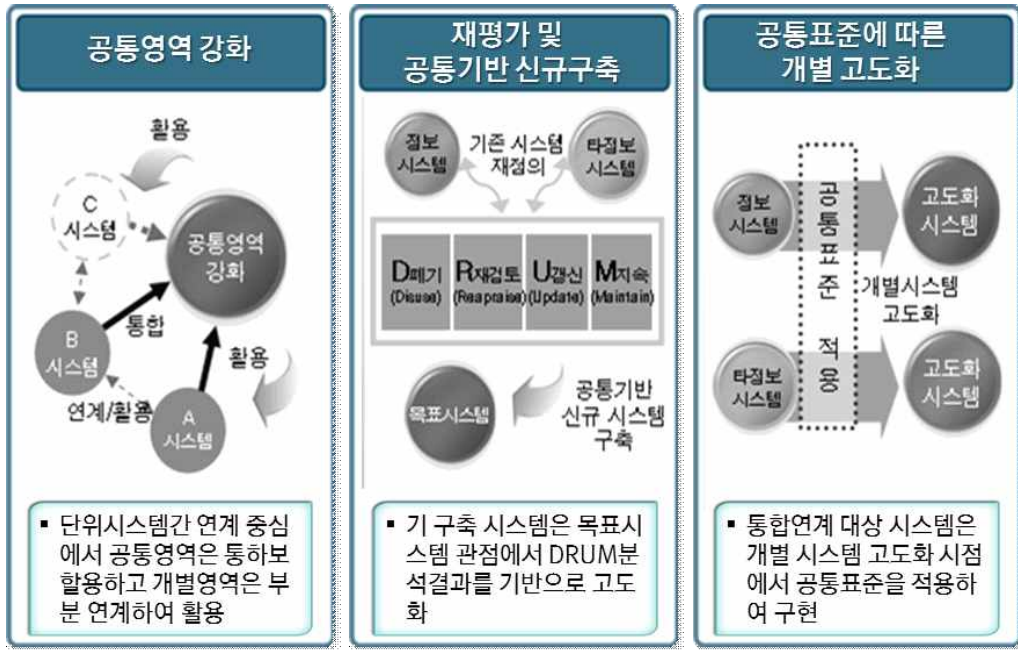 공통영역 강화
활용
C
시스템
공통영역
강화
통합
B
시스템
활용
연계/활용
A
시스템
▪ 단위시스템간 연계 중심
에서 공통영역은 통하보
할용하고 개별영역은 부
분 연계하여 활용
재평가 및
공통기반 신규구축
정보
시스템
기존 시스템
재정의
타정보
시스템
D폐기
(Disuse)
R재검토
(Reapraise)
U갱신
(Update)
M지속
(Maintain)
목표시스템
공통기반
신규 시스템
구축
▪ 기 구축 시스템은 목표시
스템 관점에서 DRUM분
석결과를 기반으로 고도
화
공통표준에 따른
개별 고도화
정보
시스템
공통표준 적용
고도화
시스템
개별시스템
고도화
타정보
시스템
고도화
시스템
▪ 통합연계 대상 시스템은
개별 시스템 고도화 시점
에서 공통표준을 적용하
여 구현